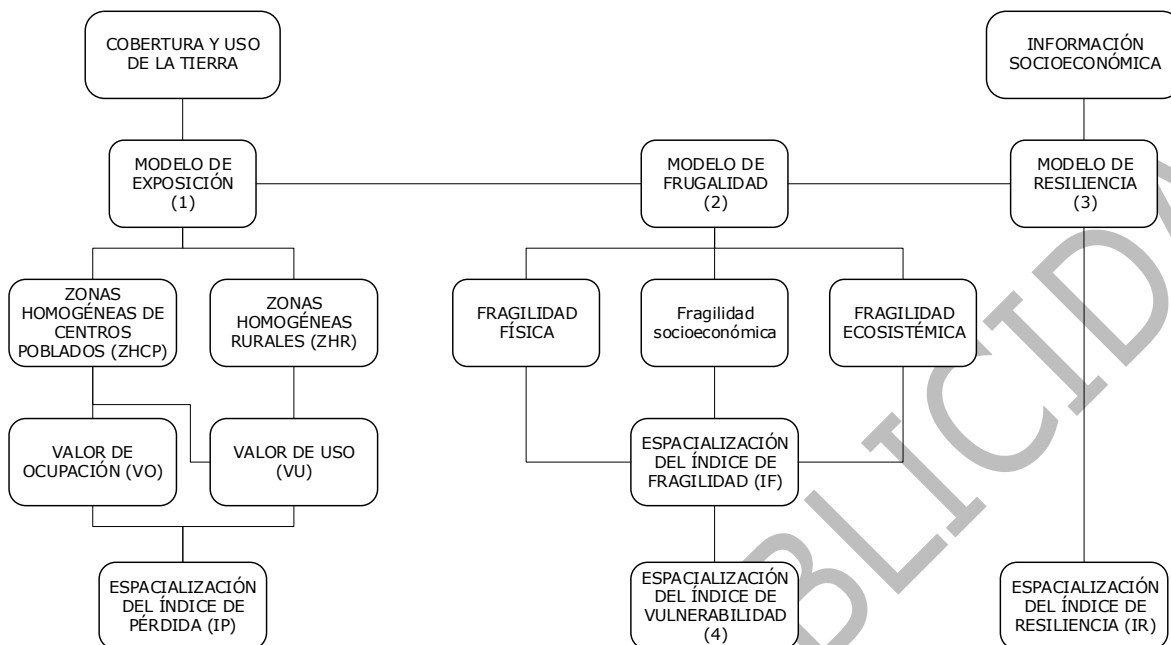 COBERTURA Y USO
DE LA TIERRA
INFORMACIÓN
SOCIOECONÓMICA
MODELO DE
EXPOSICIÓN
(1)
MODELO DE
FRUGALIDAD
(2)
MODELO DE
RESILIENCIA
(3)
ZONAS
HOMOGÉNEAS DE
CENTROS
POBLADOS (ZHCP)
ZONAS
HOMOGÉNEAS
RURALES (ZHR)
FRAGILIDAD
FÍSICA
Fragilidad
socioeconómica
FRAGILIDAD
ECOSISTÉMICA
VALOR DE
OCUPACIÓN (VO)
VALOR DE USO
(VU)
ESPACIALIZACIÓN
DEL ÍNDICE DE
FRAGILIDAD (IF)
ESPACIALIZACIÓN
DEL ÍNDICE DE
PÉRDIDA (IP)
ESPACIALIZACIÓN
DEL ÍNDICE DE
VULNERABILIDAD
(4)
ESPACIALIZACIÓN
DEL ÍNDICE DE
RESILIENCIA (IR)
BLICIDA